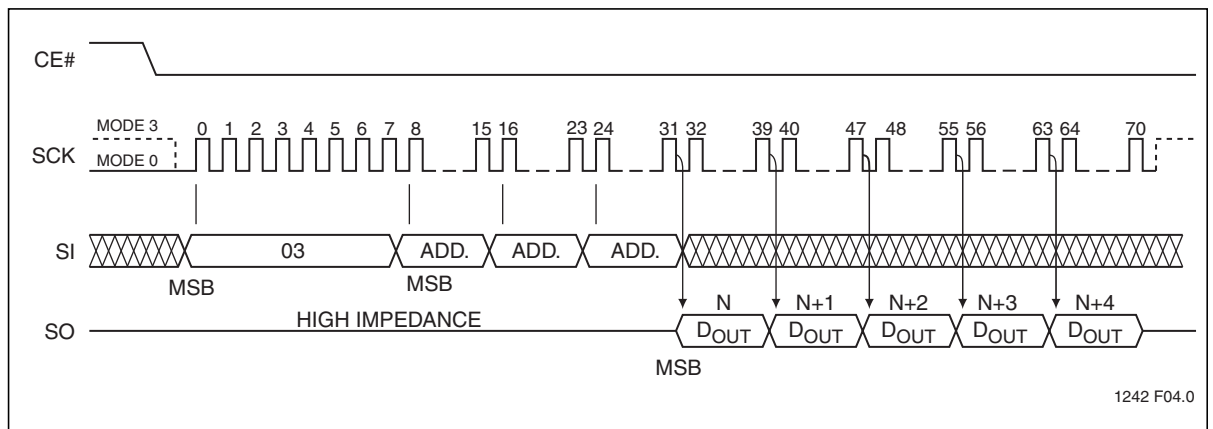 CE#
MODE 3
SCK
MODE 0
0 1 2 3 4 5 6 7 8 15 16 23 24 31 32 39 40 47 48 55 56 63 64 70
SI
03 ADD. ADD. ADD.
MSB MSB
N N+1 N+2 N+3 N+4
SO
HIGH IMPEDANCE
DOUT DOUT DOUT DOUT DOUT
MSB
1242 F04.0